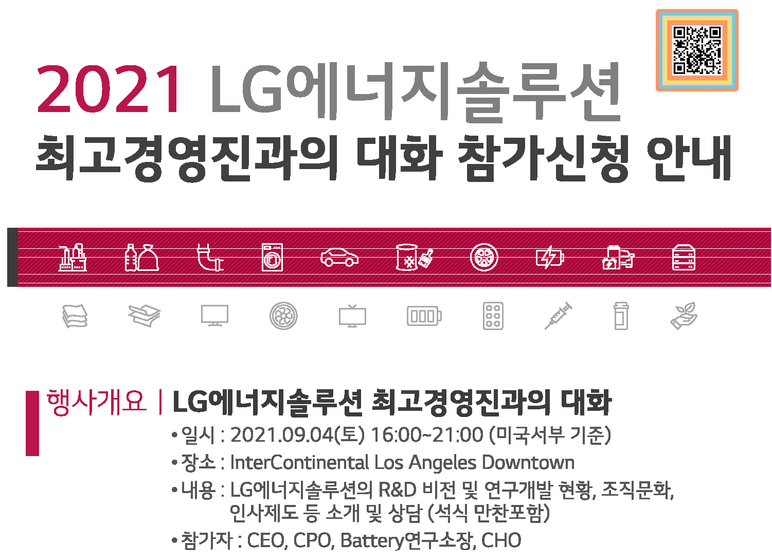 2021 LG에너지솔루션
최고경영진과의 대화 참가신청 안내
행사개요 | LG에너지솔루션 최고경영진과의 대화
• 일시 : 2021.09.04(토) 16:00~21:00 (미국서부 기준)
• 장소 : InterContinental Los Angeles Downtown
• 내용 : LG에너지솔루션의 R&D 비전 및 연구개발 현황, 조직문화,
인사제도 등 소개 및 상담 (석식 만찬포함)
• 참가자 : CEO, CPO, Battery연구소장, CHO